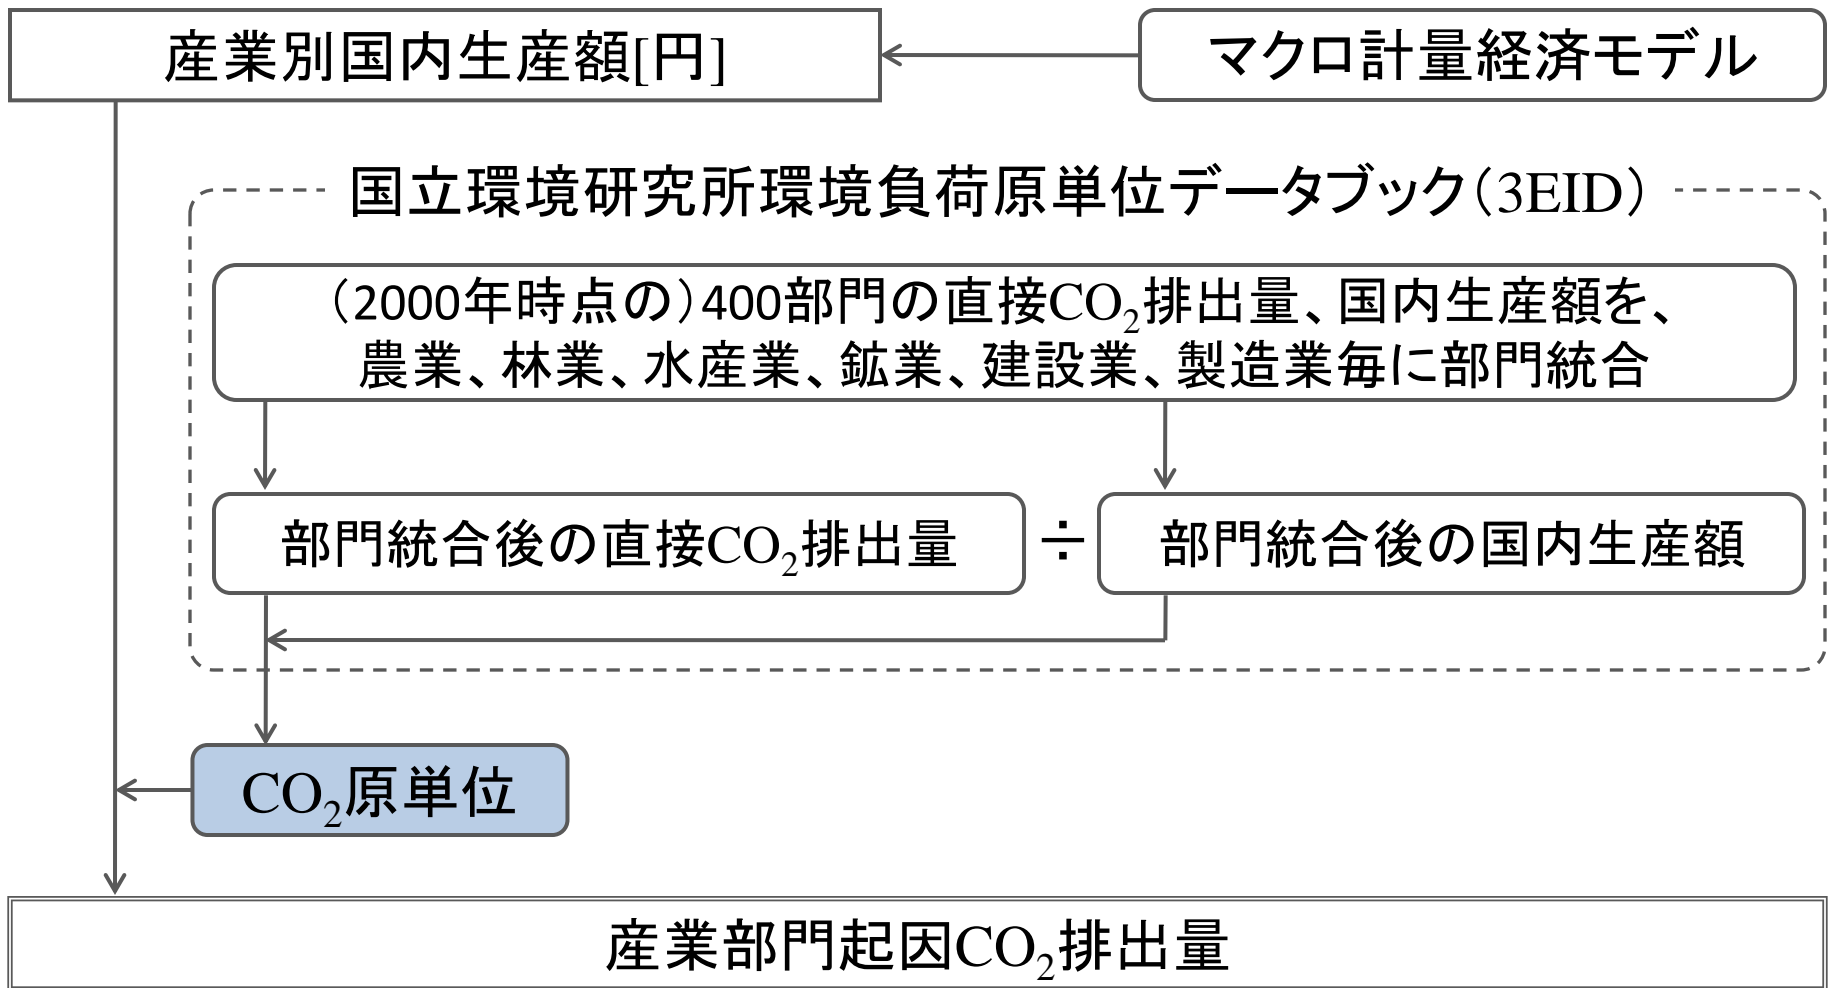 産業別国内生産額[円]
マクロ計量経済モデル
国立環境研究所環境負荷原単位データブック（3EID）
（2000年時点の）400部門の直接CO₂排出量、国内生産額を、
農業、林業、水産業、鉱業、建設業、製造業毎に部門統合
部門統合後の直接CO₂排出量
÷
部門統合後の国内生産額
CO₂原単位
産業部門起因CO₂排出量